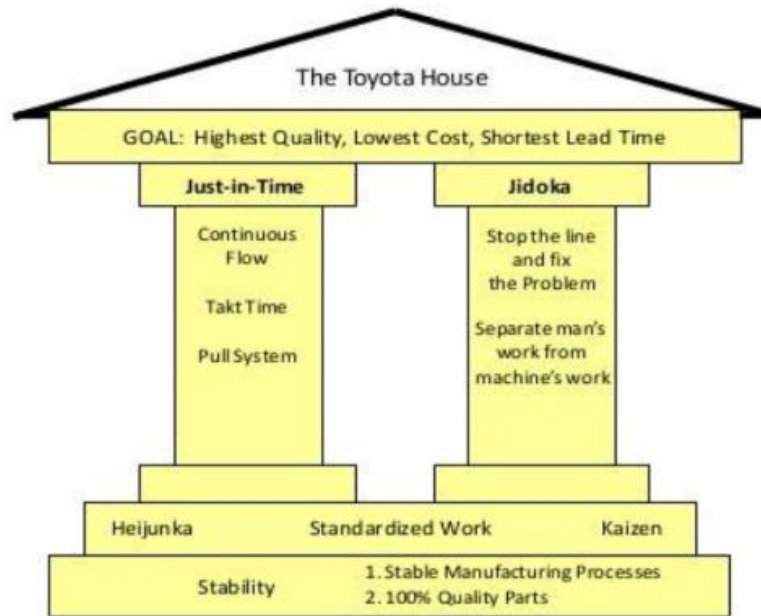 The Toyota House
GOAL: Highest Quality, Lowest Cost, Shortest Lead Time
Just-in-Time
Continuous
Flow
Takt Time
Pull System
Jidoka
Stop the line
and fix
the Problem
Separate man's
work from
machine's work
Heijunka Standardized Work Kaizen
Stability
1. Stable Manufacturing Processes
2. 100% Quality Parts